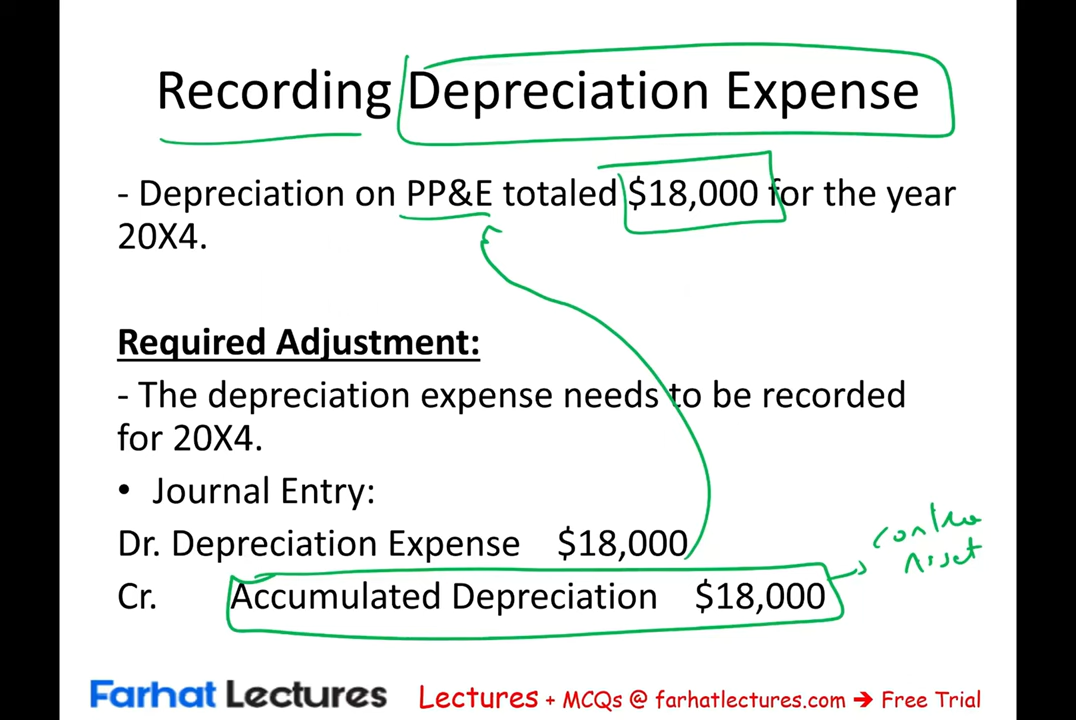 Recording Depreciation Expense
- Depreciation on PP&E totaled $18,000 for the year
20X4.
Required Adjustment:
- The depreciation expense needs to be recorded
for 20X4.
• Journal Entry:
Dr. Depreciation Expense $18,000
Cr. Accumulated Depreciation $18,000
contra
Asset
Farhat Lectures Lectures + MCQs @ farhatlectures.com ➔ Free Trial